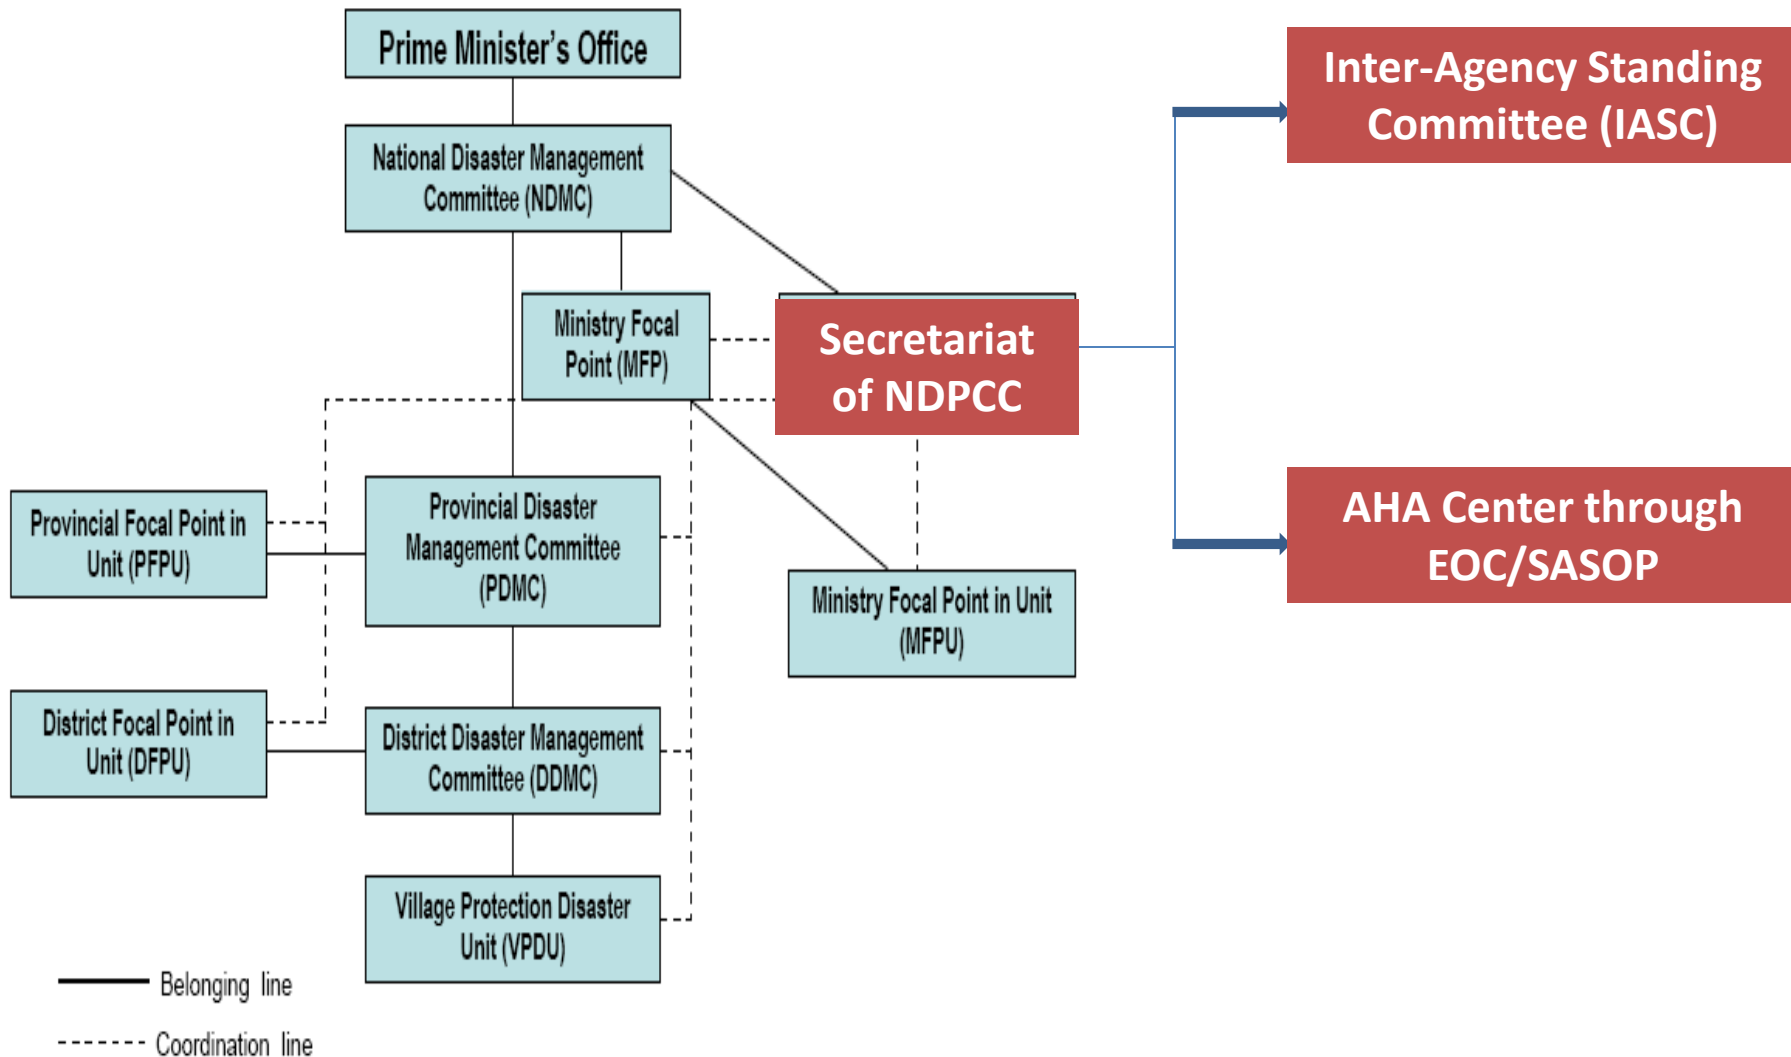 Prime Minister's Office
Inter-Agency Standing
Committee (IASC)
National Disaster Management
Committee (NDMC)
Ministry Focal
Point (MFP)
Secretariat
of NDPCC
Provincial Focal Point in
Unit (PFPU)
Provincial Disaster
Management Committee
(PDMC)
AHA Center through
EOC/SASOP
Ministry Focal Point in Unit
(MFPU)
District Focal Point in
Unit (DFPU)
District Disaster Management
Committee (DDMC)
Village Protection Disaster
Unit (VPDU)
Belonging line
Coordination line